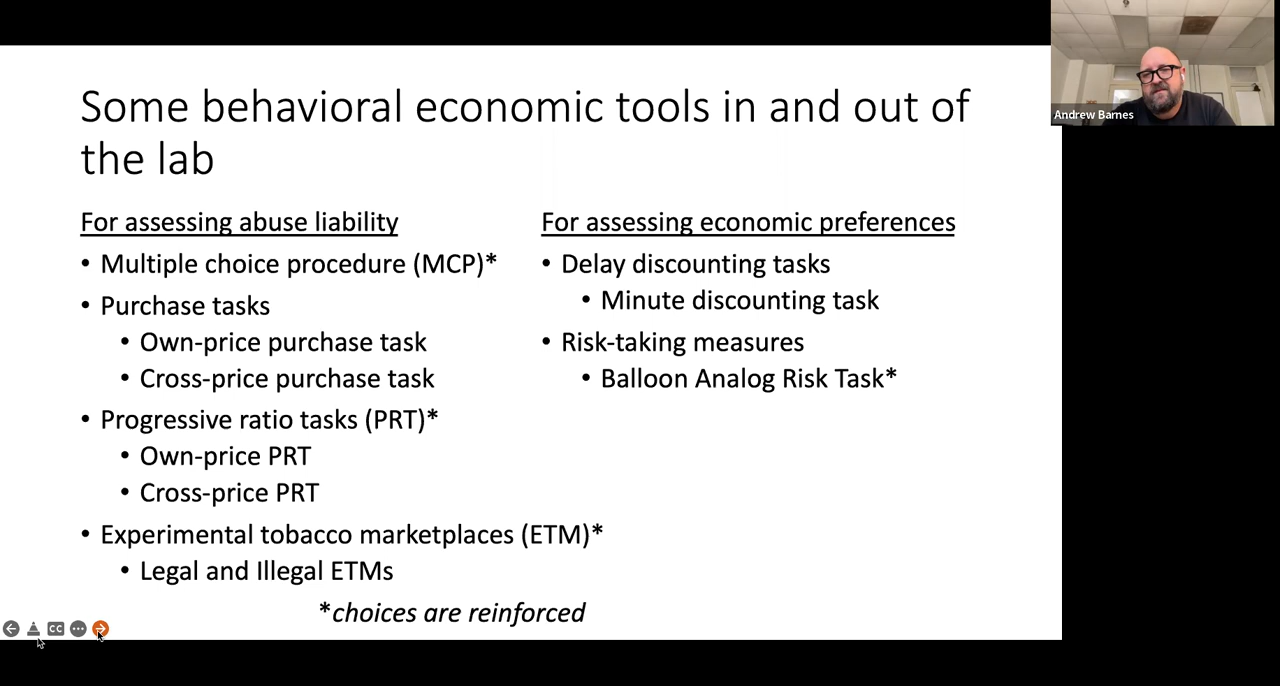 Some behavioral economic tools in and out of
the lab
For assessing abuse liability
• Multiple choice procedure (MCP)*
• Purchase tasks
• Own-price purchase task
• Cross-price purchase task
• Progressive ratio tasks (PRT)*
• Own-price PRT
• Cross-price PRT
• Experimental tobacco marketplaces (ETM)*
• Legal and Illegal ETMs
For assessing economic preferences
• Delay discounting tasks
• Minute discounting task
• Risk-taking measures
• Balloon Analog Risk Task*
*choices are reinforced
CC
Andrew Barnes